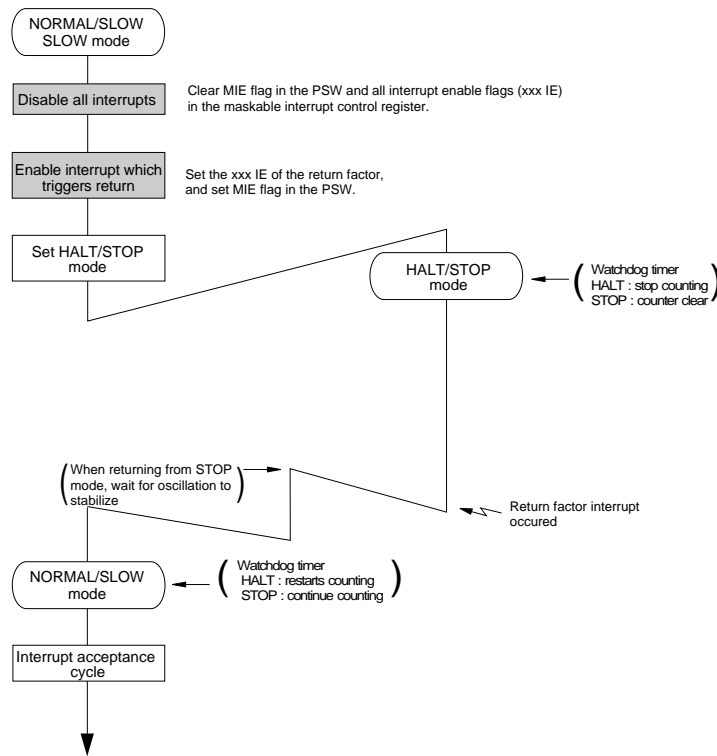 NORMAL/SLOW
SLOW mode
Disable all interrupts
Clear MIE flag in the PSW and all interrupt enable flags (xxx IE)
in the maskable interrupt control register.
Enable interrupt which
triggers return
Set the xxx IE of the return factor,
and set MIE flag in the PSW.
Set HALT/STOP
mode
HALT/STOP
mode
( Watchdog timer
HALT : stop counting
STOP : counter clear )
(When returning from STOP
mode, wait for oscillation to
stabilize )
Return factor interrupt
occured
NORMAL/SLOW
mode
( Watchdog timer
HALT : restarts counting
STOP : continue counting )
Interrupt acceptance
cycle